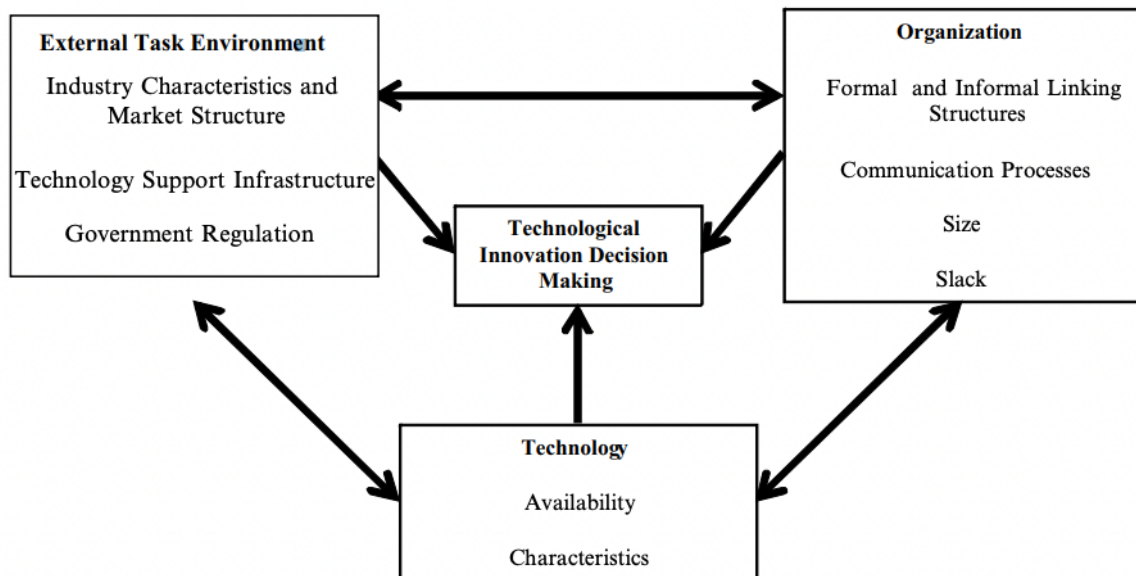 External Task Environment
Industry Characteristics and
Market Structure
Technology Support Infrastructure
Government Regulation
Organization
Formal and Informal Linking
Structures
Communication Processes
Size
Slack
Technological
Innovation Decision
Making
Technology
Availability
Characteristics